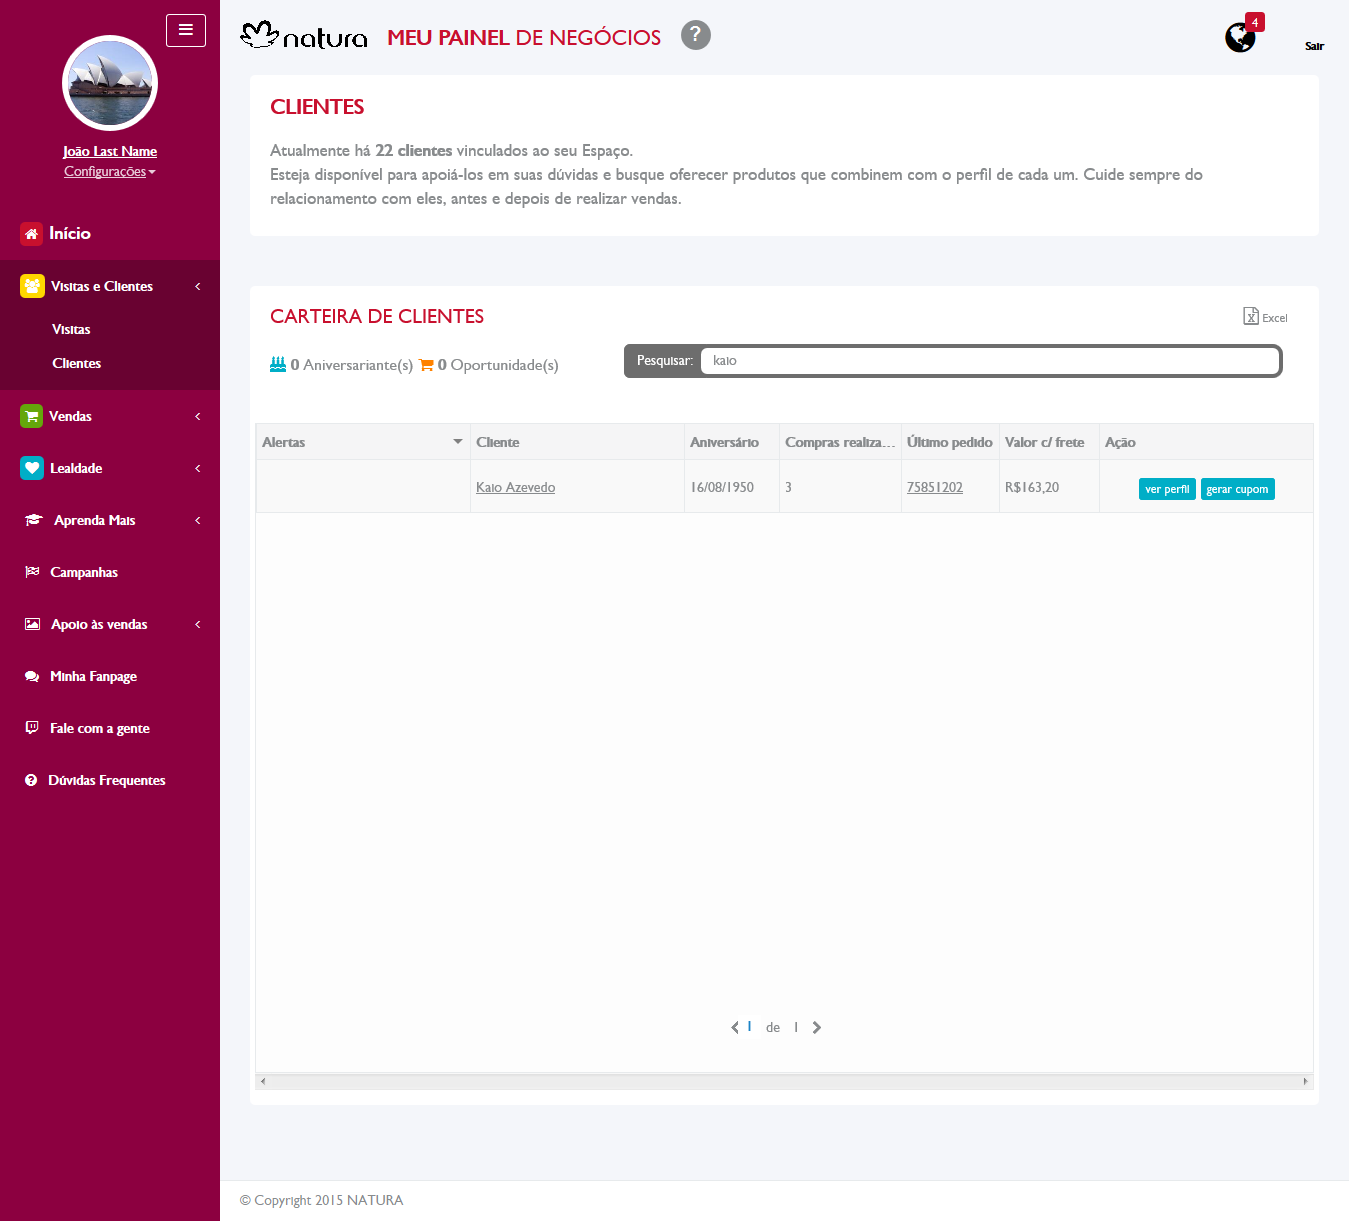 João Last Name
Configurações
Início
Visitas e Clientes
Visitas
Clientes
Vendas
Lealdade
Aprenda Mais
Campanhas
Apoio às vendas
Minha Fanpage
Fale com a gente
Dúvidas Frequentes
natura MEU PAINEL DE NEGÓCIOS ?
4
Sair
CLIENTES
Atualmente há 22 clientes vinculados ao seu Espaço.
Esteja disponível para apoiá-los em suas dúvidas e busque oferecer produtos que combinem com o perfil de cada um. Cuide sempre do
relacionamento com eles, antes e depois de realizar vendas.
CARTEIRA DE CLIENTES
Excel
0 Aniversariante(s) 0 Oportunidade(s)
Pesquisar: kaio
Alertas Cliente Aniversário Compras realiza... Último pedido Valor c/ frete Ação
Kaio Azevedo 16/08/1950 3 75851202 R$163,20 ver perfil gerar cupom
1 de 1
© Copyright 2015 NATURA